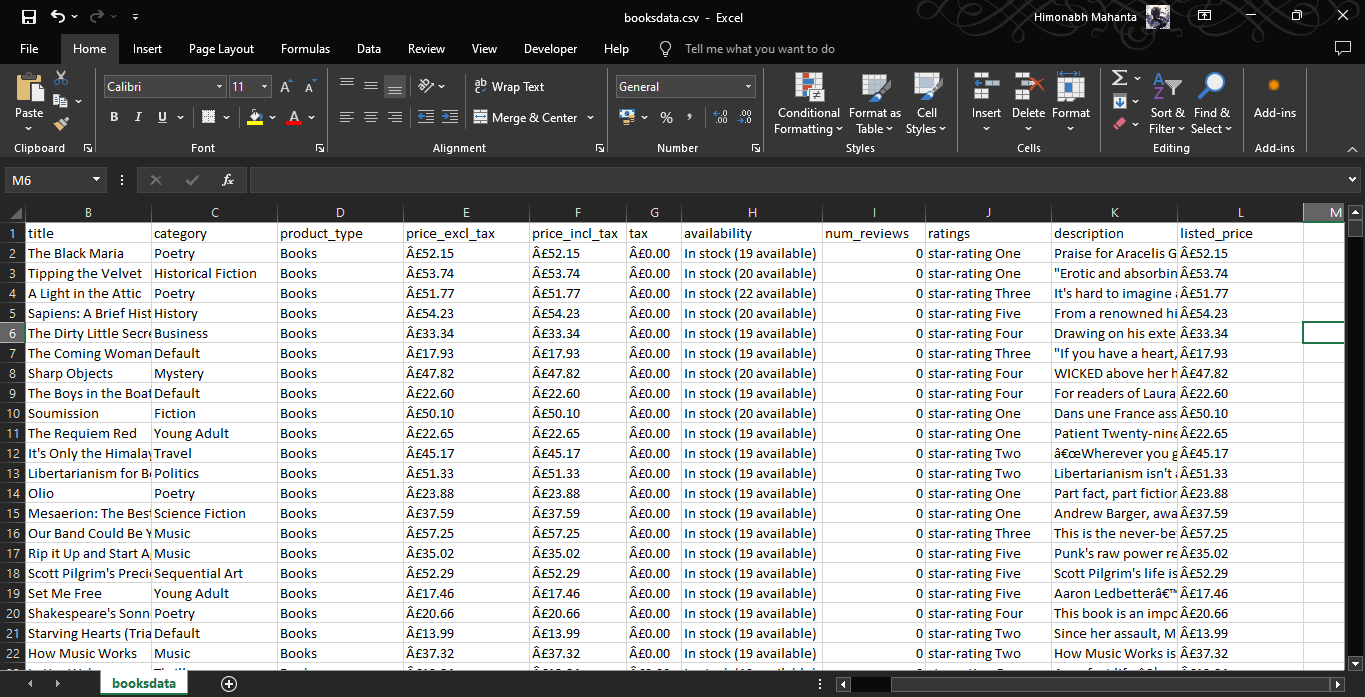 booksdata.csv - Excel
Himonabh Mahanta
File Home Insert Page Layout Formulas Data Review View Developer Help Tell me what you want to do
Calibri 11 Wrap Text General
Paste Conditional Formatting Format as Table Cell Styles Insert Delete Format Sort & Filter Find & Select Add-ins
B I U A Merge & Center % ,
Clipboard Font Alignment Number Styles Cells Editing Add-ins
M6 fx
B C D E F G H I J K L M
1 title category product_type price_excl_tax price_incl_tax tax availability num_reviews ratings description listed_price
2 The Black Maria Poetry Books Â£52.15 Â£52.15 Â£0.00 In stock (19 available) 0 star-rating One Praise for Aracelis G Â£52.15
3 Tipping the Velvet Historical Fiction Books Â£53.74 Â£53.74 Â£0.00 In stock (20 available) 0 star-rating One "Erotic and absorbin Â£53.74
4 A Light in the Attic Poetry Books Â£51.77 Â£51.77 Â£0.00 In stock (22 available) 0 star-rating Three It's hard to imagine Â£51.77
5 Sapiens: A Brief Hist History Books Â£54.23 Â£54.23 Â£0.00 In stock (20 available) 0 star-rating Five From a renowned hi Â£54.23
6 The Dirty Little Secre Business Books Â£33.34 Â£33.34 Â£0.00 In stock (19 available) 0 star-rating Four Drawing on his exte Â£33.34
7 The Coming Woman Default Books Â£17.93 Â£17.93 Â£0.00 In stock (19 available) 0 star-rating Three "If you have a heart, Â£17.93
8 Sharp Objects Mystery Books Â£47.82 Â£47.82 Â£0.00 In stock (20 available) 0 star-rating Four WICKED above her h Â£47.82
9 The Boys in the Boat Default Books Â£22.60 Â£22.60 Â£0.00 In stock (19 available) 0 star-rating Four For readers of Laura Â£22.60
10 Soumission Fiction Books Â£50.10 Â£50.10 Â£0.00 In stock (20 available) 0 star-rating One Dans une France ass Â£50.10
11 The Requiem Red Young Adult Books Â£22.65 Â£22.65 Â£0.00 In stock (19 available) 0 star-rating One Patient Twenty-nine Â£22.65
12 It's Only the Himalay Travel Books Â£45.17 Â£45.17 Â£0.00 In stock (19 available) 0 star-rating Two â€œWherever you g Â£45.17
13 Libertarianism for Be Politics Books Â£51.33 Â£51.33 Â£0.00 In stock (19 available) 0 star-rating Two Libertarianism isn't Â£51.33
14 Olio Poetry Books Â£23.88 Â£23.88 Â£0.00 In stock (19 available) 0 star-rating One Part fact, part fiction Â£23.88
15 Mesaerion: The Best Science Fiction Books Â£37.59 Â£37.59 Â£0.00 In stock (19 available) 0 star-rating One Andrew Barger, awa Â£37.59
16 Our Band Could Be Y Music Books Â£57.25 Â£57.25 Â£0.00 In stock (19 available) 0 star-rating Three This is the never-be Â£57.25
17 Rip it Up and Start A Music Books Â£35.02 Â£35.02 Â£0.00 In stock (19 available) 0 star-rating Five Punk's raw power re Â£35.02
18 Scott Pilgrim's Preci Sequential Art Books Â£52.29 Â£52.29 Â£0.00 In stock (19 available) 0 star-rating Five Scott Pilgrim's life is Â£52.29
19 Set Me Free Young Adult Books Â£17.46 Â£17.46 Â£0.00 In stock (19 available) 0 star-rating Five Aaron Ledbetterâ€™ Â£17.46
20 Shakespeare's Sonn Poetry Books Â£20.66 Â£20.66 Â£0.00 In stock (19 available) 0 star-rating Four This book is an impo Â£20.66
21 Starving Hearts (Tria Default Books Â£13.99 Â£13.99 Â£0.00 In stock (19 available) 0 star-rating Two Since her assault, M Â£13.99
22 How Music Works Music Books Â£37.32 Â£37.32 Â£0.00 In stock (19 available) 0 star-rating Two How Music Works is Â£37.32
booksdata